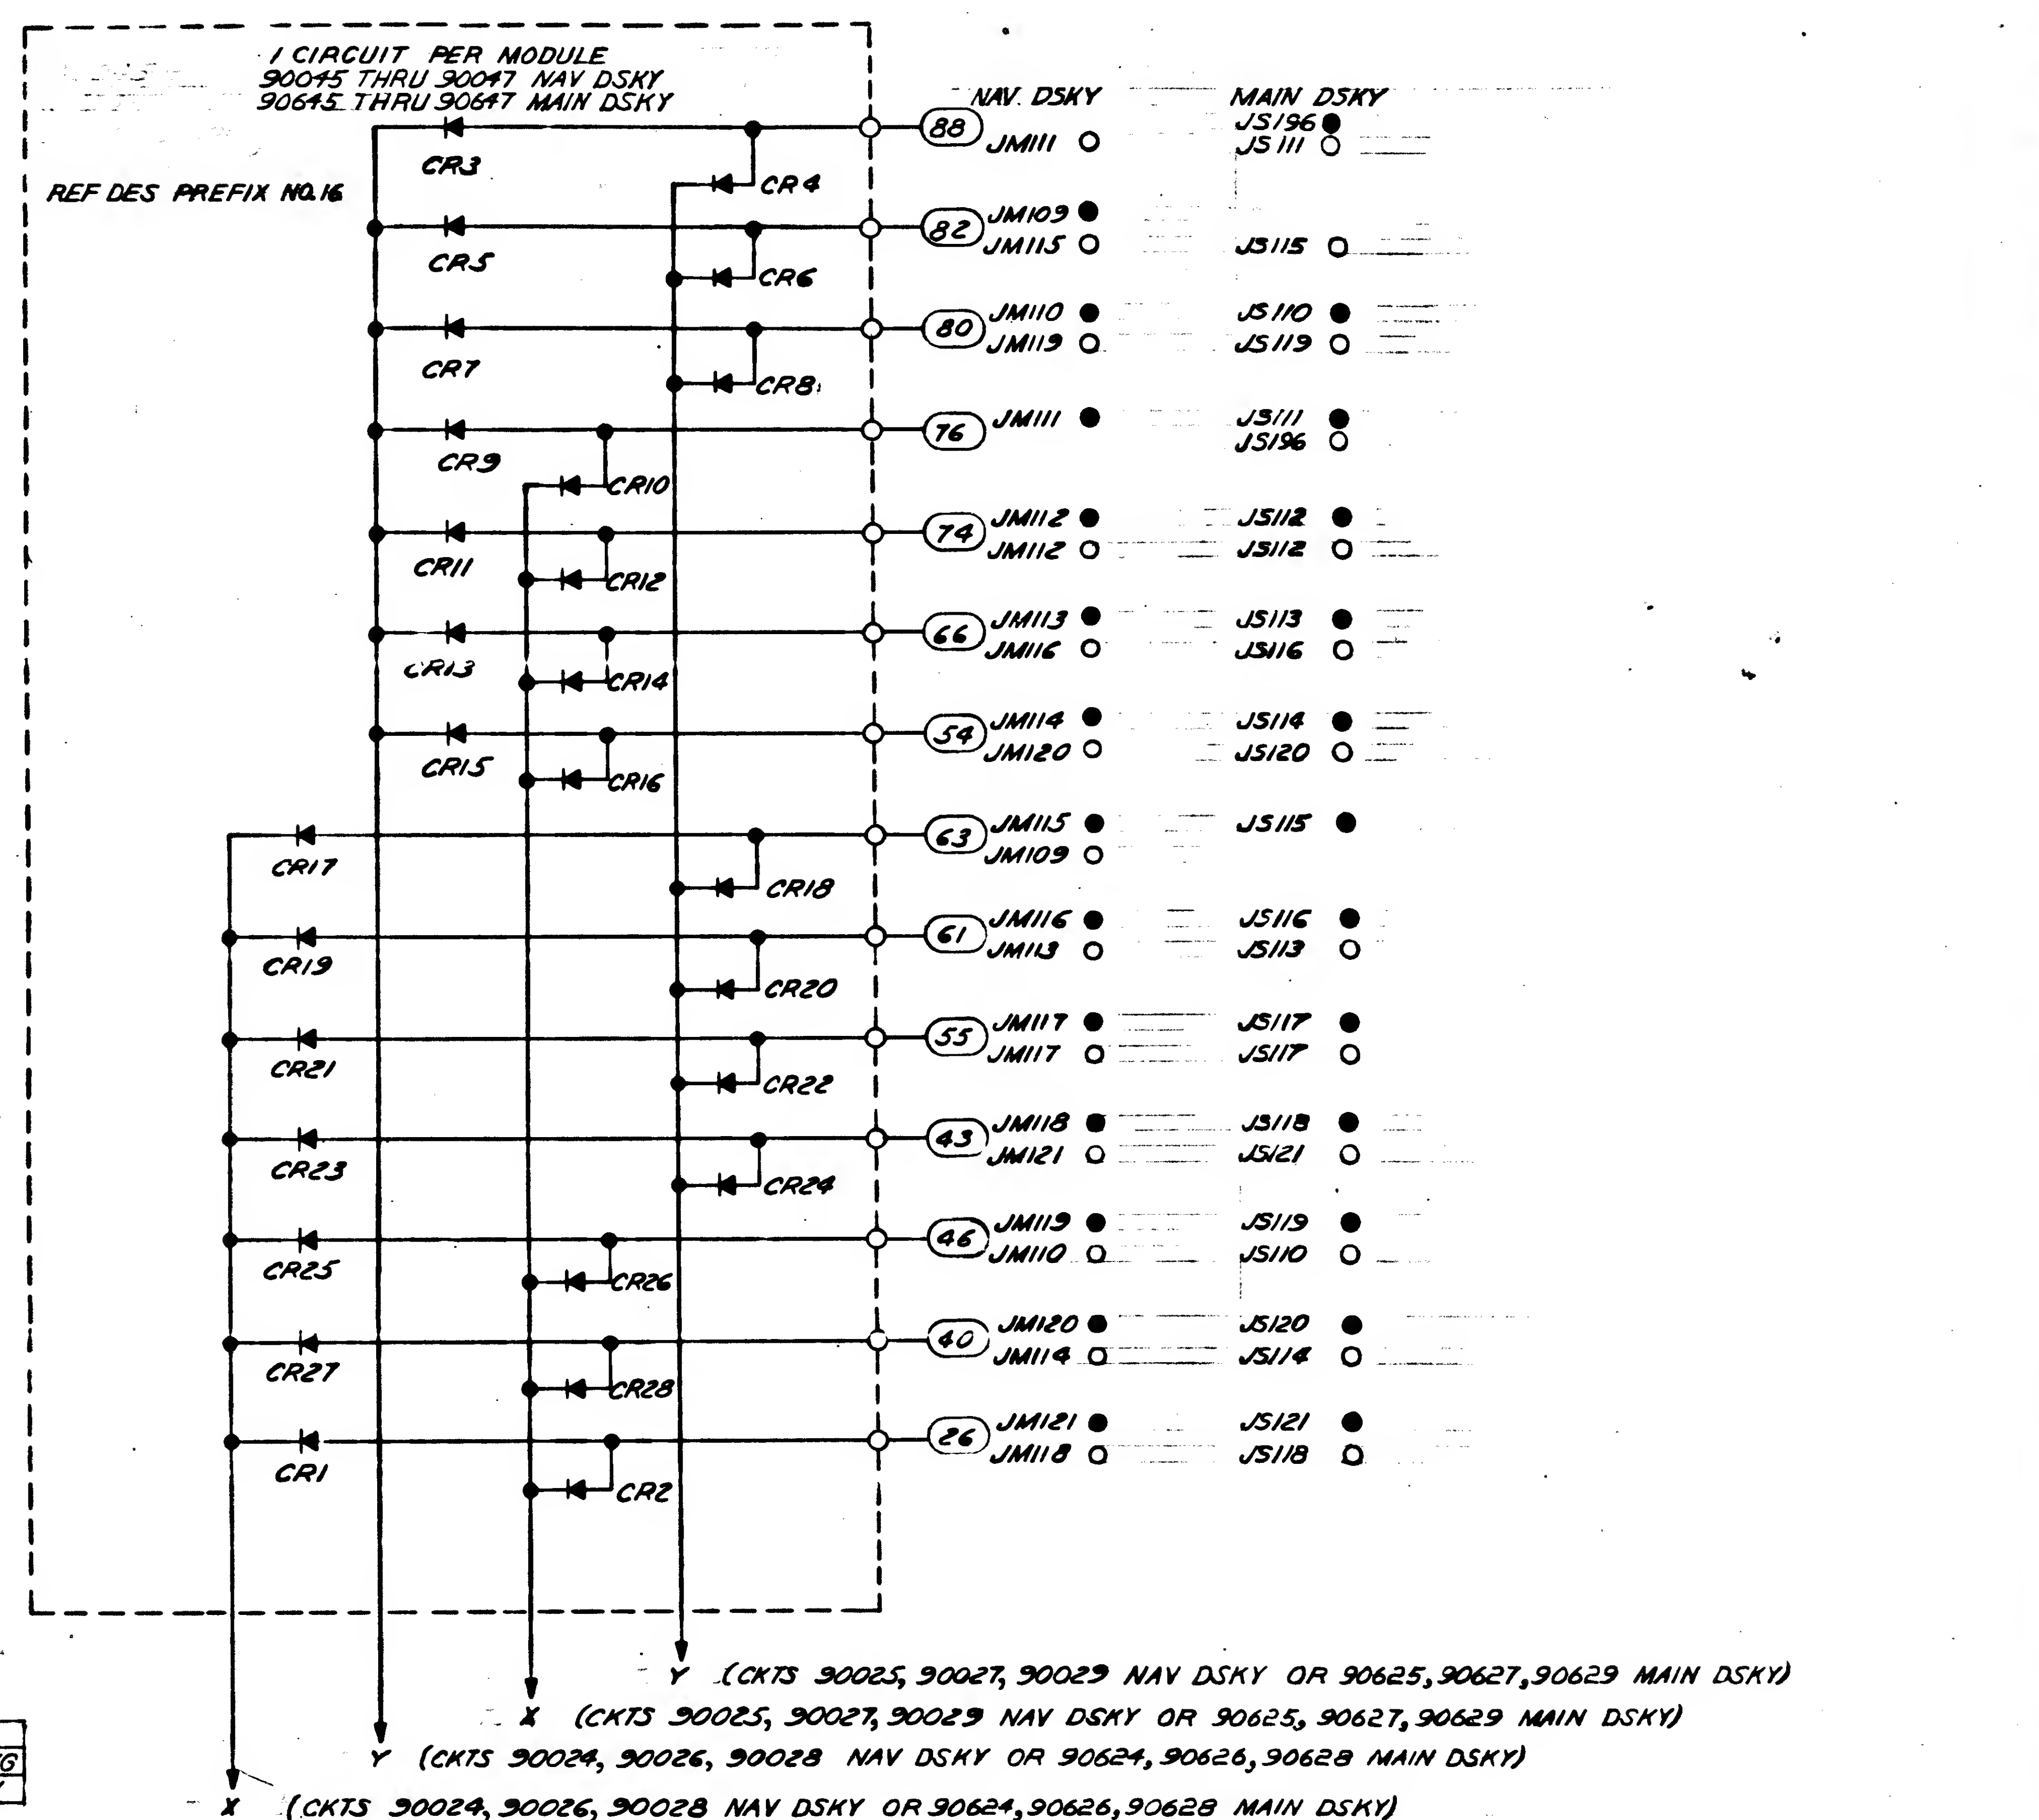 1 CIRCUIT PER MODULE
90045 THRU 90047 NAV DSKY
90645 THRU 90647 MAIN DSKY
REF DES PREFIX NO. 16
NAV. DSKY MAIN DSKY
JS196
88 JM111 JS111
CR3
CR4
JM109
82 JM115 JS115
CR5
CR6
JM110 JS110
80 JM119 JS119
CR7
CR8
76 JM111 JS111
JS196
CR9
CR10
JM112 JS112
74 JM112 JS112
CR11
CR12
JM113 JS113
66 JM116 JS116
CR13
CR14
JM114 JS114
54 JM120 JS120
CR15
CR16
JM115 JS115
63 JM109
CR17
CR18
JM116 JS116
61 JM113 JS113
CR19
CR20
JM117 JS117
55 JM117 JS117
CR21
CR22
JM118 JS118
43 JM121 JS121
CR23
CR24
JM119 JS119
46 JM110 JS110
CR25
CR26
JM120 JS120
40 JM114 JS114
CR27
CR28
JM121 JS121
26 JM118 JS118
CR1
CR2
Y (CKTS 90025, 90027, 90029 NAV DSKY OR 90625, 90627, 90629 MAIN DSKY)
X (CKTS 90025, 90027, 90029 NAV DSKY OR 90625, 90627, 90629 MAIN DSKY)
Y (CKTS 90024, 90026, 90028 NAV DSKY OR 90624, 90626, 90628 MAIN DSKY)
X (CKTS 90024, 90026, 90028 NAV DSKY OR 90624, 90626, 90628 MAIN DSKY)